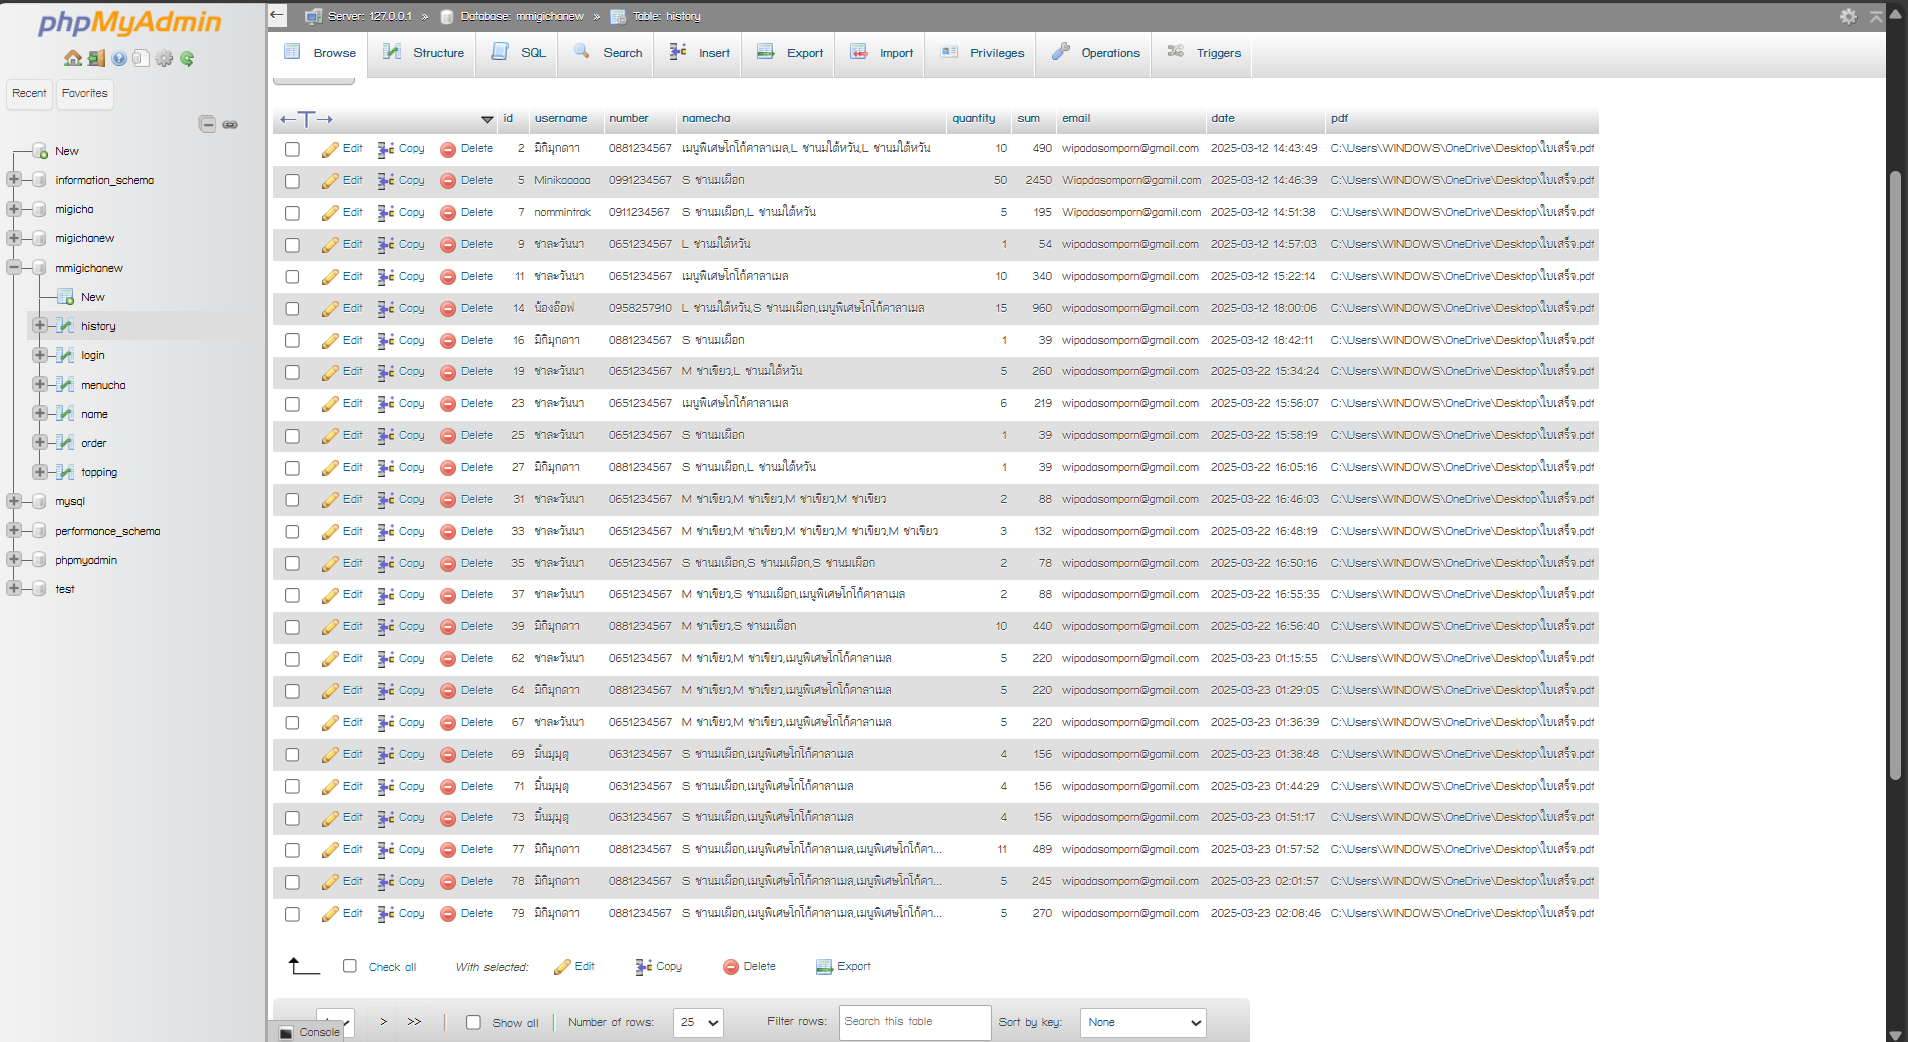 phpMyAdmin
Recent Favorites
New
information_schema
migicha
migichanew
mmigichanew
New
history
login
menucha
name
order
topping
mysql
performance_schema
phpmyadmin
test
Server: 127.0.0.1 » Database: mmigichanew » Table: history
Browse Structure SQL Search Insert Export Import Privileges Operations Triggers
id username number namecha quantity sum email date pdf
Edit Copy Delete 2 มิกิมุกดาา 0881234567 เมนูพิเศษโกโก้คาลาเมล,L ชานมใต้หวัน,L ชานมใต้หวัน 10 490 wipadasomporn@gmail.com 2025-03-12 14:43:49 C:\Users\WINDOWS\OneDrive\Desktop\ใบเสร็จ.pdf
Edit Copy Delete 5 Minikaaaaa 0991234567 S ชานมเผือก 50 2450 Wiapdasomporn@gamil.com 2025-03-12 14:46:39 C:\Users\WINDOWS\OneDrive\Desktop\ใบเสร็จ.pdf
Edit Copy Delete 7 nommintrak 0911234567 S ชานมเผือก,L ชานมใต้หวัน 5 195 Wipadasomporn@gamil.com 2025-03-12 14:51:38 C:\Users\WINDOWS\OneDrive\Desktop\ใบเสร็จ.pdf
Edit Copy Delete 9 ชาละวันนา 0651234567 L ชานมใต้หวัน 1 54 wipadasomporn@gmail.com 2025-03-12 14:57:03 C:\Users\WINDOWS\OneDrive\Desktop\ใบเสร็จ.pdf
Edit Copy Delete 11 ชาละวันนา 0651234567 เมนูพิเศษโกโก้คาลาเมล 10 340 wipadasomporn@gmail.com 2025-03-12 15:22:14 C:\Users\WINDOWS\OneDrive\Desktop\ใบเสร็จ.pdf
Edit Copy Delete 14 น้องอ๊อฟ 0958257910 L ชานมใต้หวัน,S ชานมเผือก,เมนูพิเศษโกโก้คาลาเมล 15 960 wipadasomporn@gmail.com 2025-03-12 18:00:06 C:\Users\WINDOWS\OneDrive\Desktop\ใบเสร็จ.pdf
Edit Copy Delete 16 มิกิมุกดาา 0881234567 S ชานมเผือก 1 39 wipadasomporn@gmail.com 2025-03-12 18:42:11 C:\Users\WINDOWS\OneDrive\Desktop\ใบเสร็จ.pdf
Edit Copy Delete 19 ชาละวันนา 0651234567 M ชาเขียว,L ชานมใต้หวัน 5 260 wipadasomporn@gmail.com 2025-03-22 15:34:24 C:\Users\WINDOWS\OneDrive\Desktop\ใบเสร็จ.pdf
Edit Copy Delete 23 ชาละวันนา 0651234567 เมนูพิเศษโกโก้คาลาเมล 6 219 wipadasomporn@gmail.com 2025-03-22 15:56:07 C:\Users\WINDOWS\OneDrive\Desktop\ใบเสร็จ.pdf
Edit Copy Delete 25 ชาละวันนา 0651234567 S ชานมเผือก 1 39 wipadasomporn@gmail.com 2025-03-22 15:58:19 C:\Users\WINDOWS\OneDrive\Desktop\ใบเสร็จ.pdf
Edit Copy Delete 27 มิกิมุกดาา 0881234567 S ชานมเผือก,L ชานมใต้หวัน 1 39 wipadasomporn@gmail.com 2025-03-22 16:05:16 C:\Users\WINDOWS\OneDrive\Desktop\ใบเสร็จ.pdf
Edit Copy Delete 31 ชาละวันนา 0651234567 M ชาเขียว,M ชาเขียว,M ชาเขียว,M ชาเขียว 2 88 wipadasomporn@gmail.com 2025-03-22 16:46:03 C:\Users\WINDOWS\OneDrive\Desktop\ใบเสร็จ.pdf
Edit Copy Delete 33 ชาละวันนา 0651234567 M ชาเขียว,M ชาเขียว,M ชาเขียว,M ชาเขียว,M ชาเขียว 3 132 wipadasomporn@gmail.com 2025-03-22 16:48:19 C:\Users\WINDOWS\OneDrive\Desktop\ใบเสร็จ.pdf
Edit Copy Delete 35 ชาละวันนา 0651234567 S ชานมเผือก,S ชานมเผือก,S ชานมเผือก 2 78 wipadasomporn@gmail.com 2025-03-22 16:50:16 C:\Users\WINDOWS\OneDrive\Desktop\ใบเสร็จ.pdf
Edit Copy Delete 37 ชาละวันนา 0651234567 M ชาเขียว,S ชานมเผือก,เมนูพิเศษโกโก้คาลาเมล 2 88 wipadasomporn@gmail.com 2025-03-22 16:55:35 C:\Users\WINDOWS\OneDrive\Desktop\ใบเสร็จ.pdf
Edit Copy Delete 39 มิกิมุกดาา 0881234567 M ชาเขียว,S ชานมเผือก 10 440 wipadasomporn@gmail.com 2025-03-22 16:56:40 C:\Users\WINDOWS\OneDrive\Desktop\ใบเสร็จ.pdf
Edit Copy Delete 62 ชาละวันนา 0651234567 M ชาเขียว,M ชาเขียว,เมนูพิเศษโกโก้คาลาเมล 5 220 wipadasomporn@gmail.com 2025-03-23 01:15:55 C:\Users\WINDOWS\OneDrive\Desktop\ใบเสร็จ.pdf
Edit Copy Delete 64 มิกิมุกดาา 0881234567 M ชาเขียว,M ชาเขียว,เมนูพิเศษโกโก้คาลาเมล 5 220 wipadasomporn@gmail.com 2025-03-23 01:29:05 C:\Users\WINDOWS\OneDrive\Desktop\ใบเสร็จ.pdf
Edit Copy Delete 67 ชาละวันนา 0651234567 M ชาเขียว,M ชาเขียว,เมนูพิเศษโกโก้คาลาเมล 5 220 wipadasomporn@gmail.com 2025-03-23 01:36:39 C:\Users\WINDOWS\OneDrive\Desktop\ใบเสร็จ.pdf
Edit Copy Delete 69 0631234567 S ชานมเผือก,เมนูพิเศษโกโก้คาลาเมล 4 156 wipadasomporn@gamil.com 2025-03-23 01:38:48 C:\Users\WINDOWS\OneDrive\Desktop\ใบเสร็จ.pdf
Edit Copy Delete 71 0631234567 S ชานมเผือก,เมนูพิเศษโกโก้คาลาเมล 4 156 wipadasomporn@gamil.com 2025-03-23 01:44:29 C:\Users\WINDOWS\OneDrive\Desktop\ใบเสร็จ.pdf
Edit Copy Delete 73 0631234567 S ชานมเผือก,เมนูพิเศษโกโก้คาลาเมล 4 156 wipadasomporn@gamil.com 2025-03-23 01:51:17 C:\Users\WINDOWS\OneDrive\Desktop\ใบเสร็จ.pdf
Edit Copy Delete 77 มิกิมุกดาา 0881234567 S ชานมเผือก,เมนูพิเศษโกโก้คาลาเมล,เมนูพิเศษโกโก้คา... 11 489 wipadasomporn@gmail.com 2025-03-23 01:57:52 C:\Users\WINDOWS\OneDrive\Desktop\ใบเสร็จ.pdf
Edit Copy Delete 78 มิกิมุกดาา 0881234567 S ชานมเผือก,เมนูพิเศษโกโก้คาลาเมล,เมนูพิเศษโกโก้คา... 5 245 wipadasomporn@gmail.com 2025-03-23 02:01:57 C:\Users\WINDOWS\OneDrive\Desktop\ใบเสร็จ.pdf
Edit Copy Delete 79 มิกิมุกดาา 0881234567 S ชานมเผือก,เมนูพิเศษโกโก้คาลาเมล,เมนูพิเศษโกโก้คา... 5 270 wipadasomporn@gmail.com 2025-03-23 02:08:46 C:\Users\WINDOWS\OneDrive\Desktop\ใบเสร็จ.pdf
Check all With selected: Edit Copy Delete Export
> >> Show all Number of rows: 25 Filter rows: Search this table Sort by key: None
Console